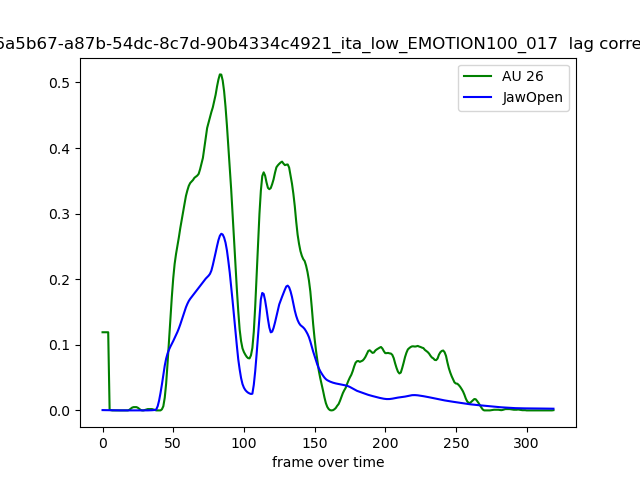 6a5b67-a87b-54dc-8c7d-90b4334c4921_ita_low_EMOTION100_017 lag corre
AU 26
JawOpen
0.5
0.4
0.3
0.2
0.1
0.0
0 50 100 150 200 250 300
frame over time